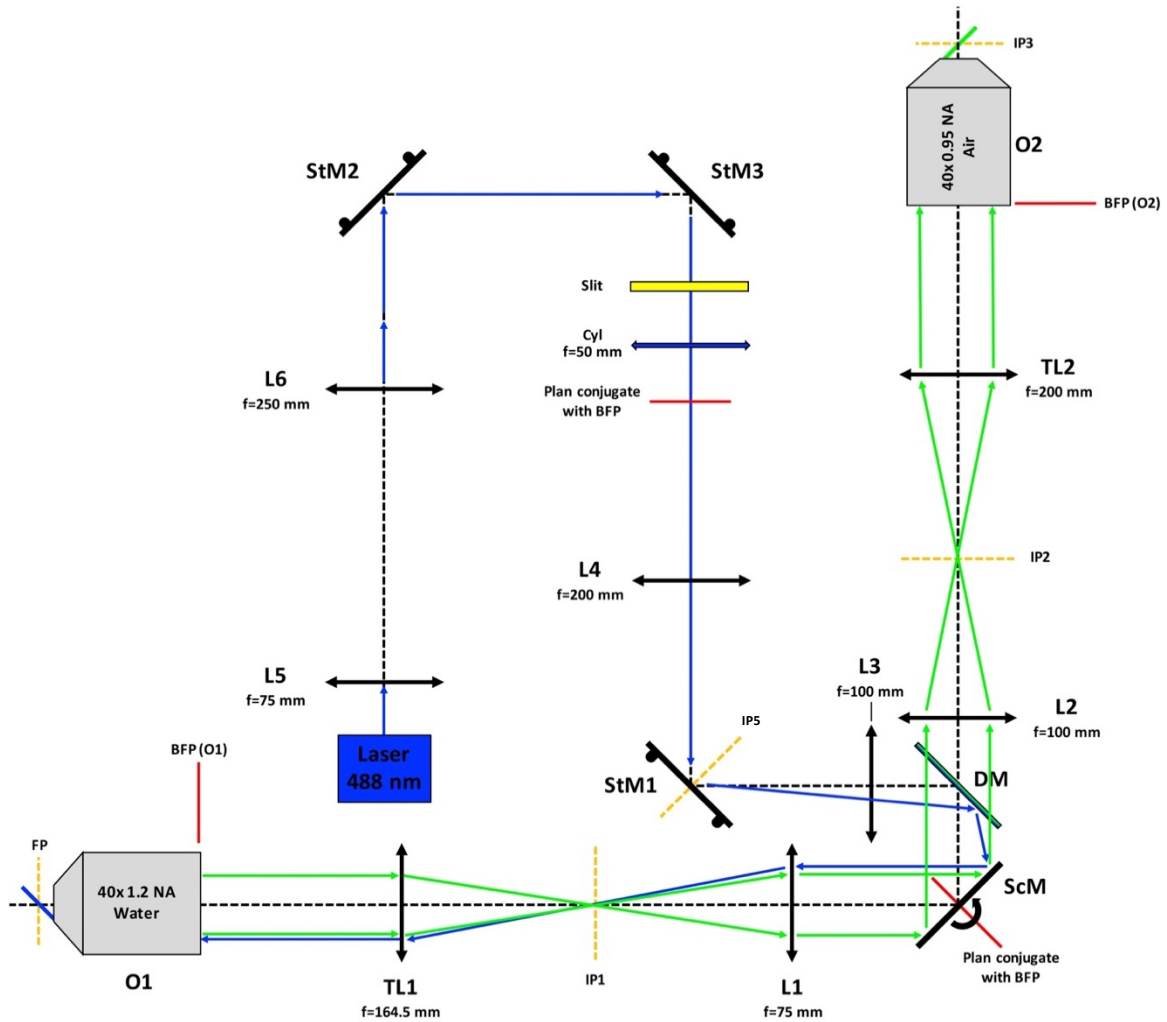 IP3
40x 0.95 NA
Air
O2
BFP (O2)
StM2
StM3
Slit
Cyl
f=50 mm
Plan conjugate
with BFP
L6
f=250 mm
TL2
f=200 mm
IP2
L4
f=200 mm
L5
f=75 mm
L3
f=100 mm
L2
f=100 mm
IP5
Laser
488 nm
BFP (O1)
StM1
DM
FP
40x 1.2 NA
Water
ScM
O1
TL1
f=164.5 mm
IP1
L1
f=75 mm
Plan conjugate
with BFP